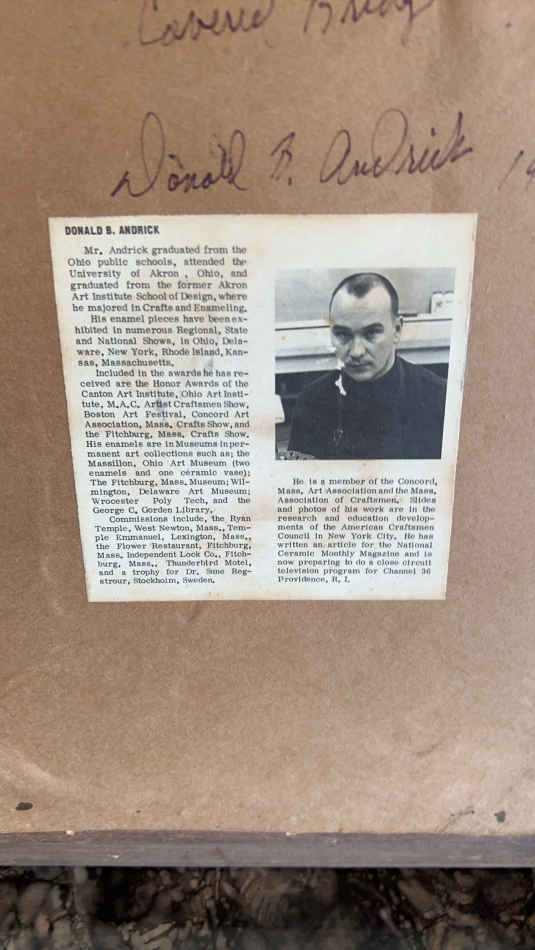 Covered Bridge
Donald B. Andrick 19
DONALD B. ANDRICK
Mr. Andrick graduated from the
Ohio public schools, attended the
University of Akron , Ohio, and
graduated from the former Akron
Art Institute School of Design, where
he majored in Crafts and Enameling.
His enamel pieces have been ex-
hibited in numerous Regional, State
and National Shows, in Ohio, Dela-
ware, New York, Rhode Island, Kan-
sas, Massachusetts.
Included in the awards he has re-
ceived are the Honor Awards of the
Canton Art Institute, Ohio Art Insti-
tute, M.A.C. Artist Craftsmen Show,
Boston Art Festival, Concord Art
Association, Mass. Crafts Show, and
the Fitchburg, Mass. Crafts Show.
His enamels are in Museums in per-
manent art collections such as; the
Massillon, Ohio Art Museum (two
enamels and one ceramic vase);
The Fitchburg, Mass. Museum; Wil-
mington, Delaware Art Museum;
Wrocester Poly Tech, and the
George C. Gorden Library.
Commissions include, the Ryan
Temple, West Newton, Mass., Tem-
ple Emmanuel, Lexington, Mass.,
the Flower Restaurant, Fitchburg,
Mass. Independent Lock Co., Fitch-
burg, Mass., Thunderbird Motel,
and a trophy for Dr. Sune Reg-
strour, Stockholm, Sweden.
He is a member of the Concord,
Mass. Art Association and the Mass.
Association of Craftsmen. Slides
and photos of his work are in the
research and education develop-
ments of the American Craftsmen
Council in New York City. He has
written an article for the National
Ceramic Monthly Magazine and is
now preparing to do a close circuit
television program for Channel 36
Providence, R. I.